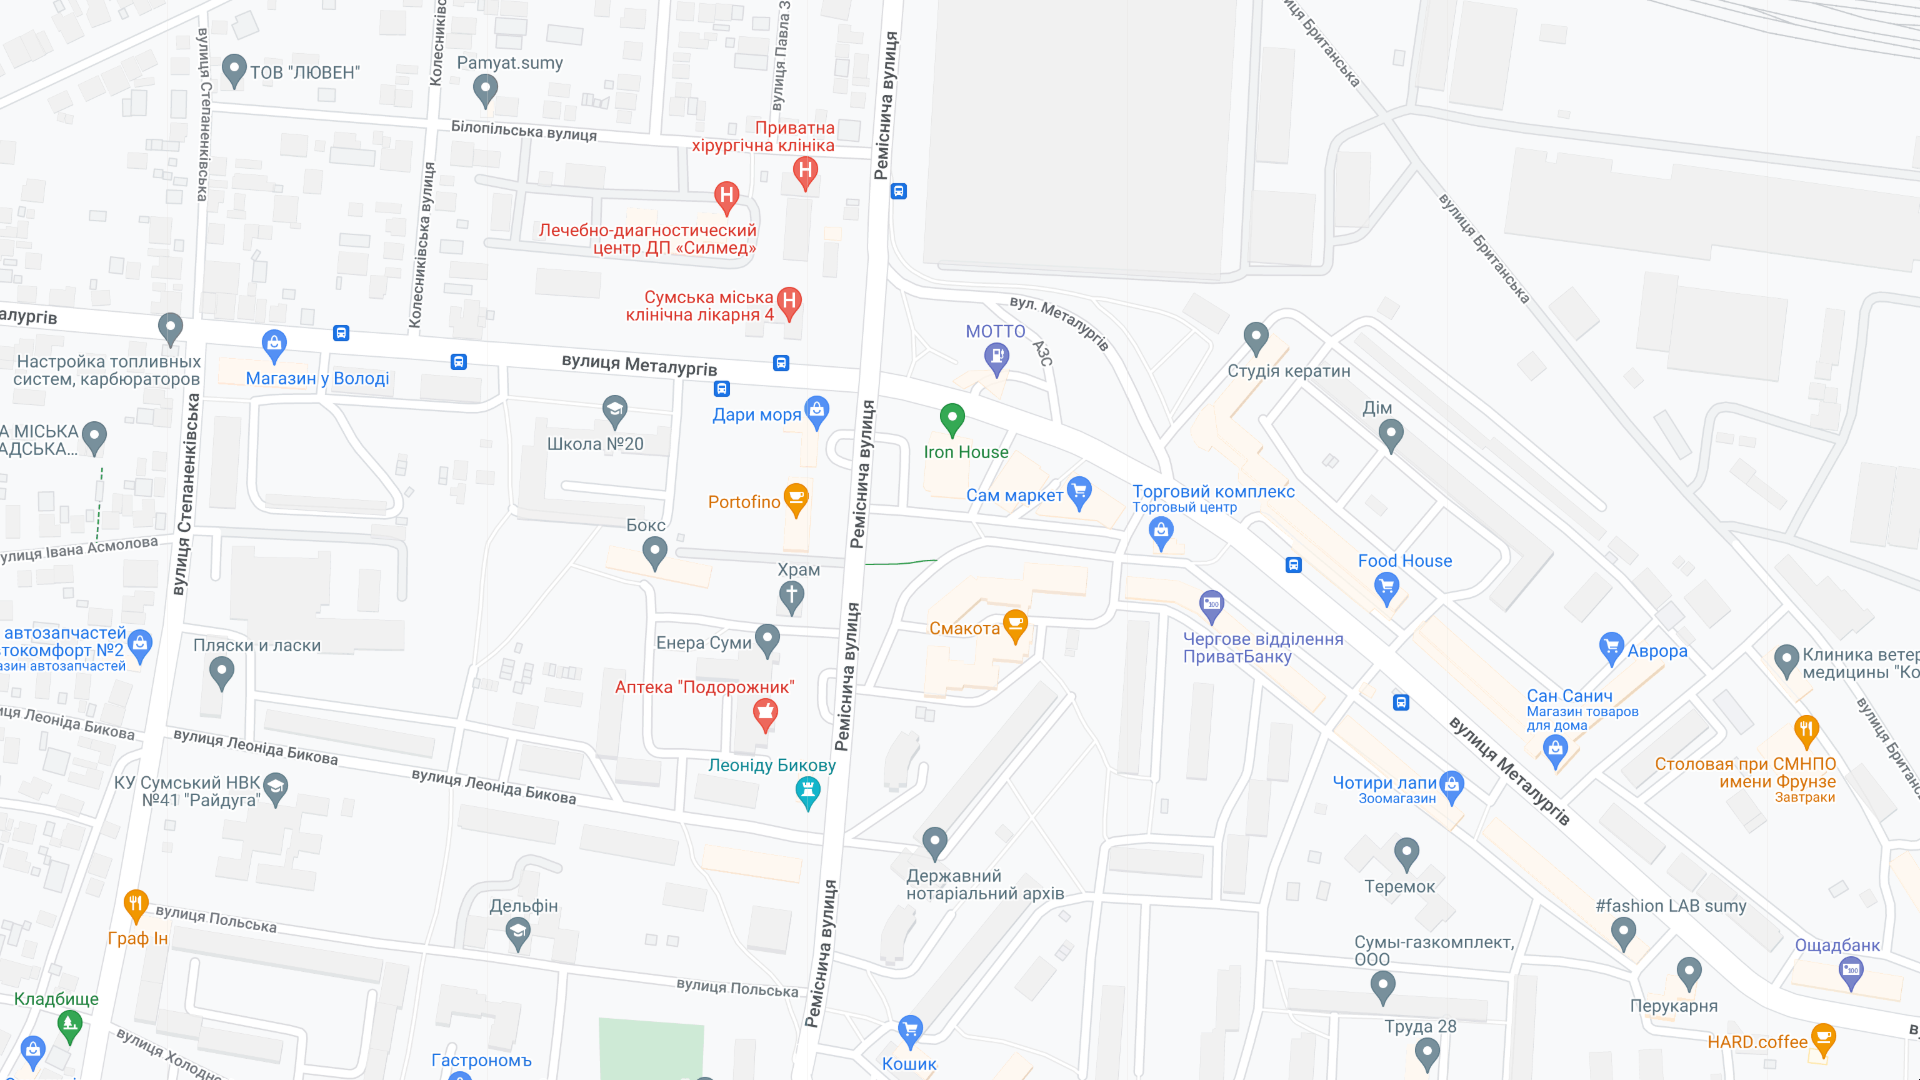 вулиця Степаненківська
ТОВ "ЛЮВЕН"
Pamyat.sumy
вулиця Павла
Ремісничa вулиця
вулиця Британська
Білопільська вулиця
Приватна
хірургічна клініка
Колесниківська вулиця
Лечебно-диагностический
центр ДП «Силмед»
вулиця Британська
Сумська міська
клінічна лікарня 4
вул. Металургів
МОТТО
АЗС
Студія кератин
Настройка топливных
систем, карбюраторов
Магазин у Володі
вулиця Металургів
Дари моря
Iron House
Дім
А МІСЬКА
АДСЬКА...
Школа №20
вулиця Степаненківська
Ремісничa вулиця
Portofino
Сам маркет
Торговий комплекс
Торговый центр
Бокс
улиця Івана Асмолова
Храм
Food House
Смакота
Чергове відділення
ПриватБанку
автозапчастей
втокомфорт №2
азин автозапчастей
Пляски и ласки
Енера Суми
Ремісничa вулиця
Аптека "Подорожник"
Аврора
Клиника ветер
медицины "Ко
Сан Санич
Магазин товаров
для дома
вулиця Металургів
вулиця Британс
ця Леоніда Бикова
вулиця Леоніда Бикова
вулиця Леоніда Бикова
Леоніду Бикову
Столовая при СМНПО
имени Фрунзе
Завтраки
Чотири лапи
Зоомагазин
КУ Сумський НВК
№41 "Райдуга"
Державний
нотаріальний архів
Теремок
#fashion LAB sumy
Дельфін
вулиця Польська
Граф Ін
Ремісничa вулиця
Сумы-газкомплект,
ООО
Ощадбанк
вулиця Польська
Кладбище
Перукарня
Труда 28
HARD.coffee
вулиця Холодно
Гастрономъ
Кошик